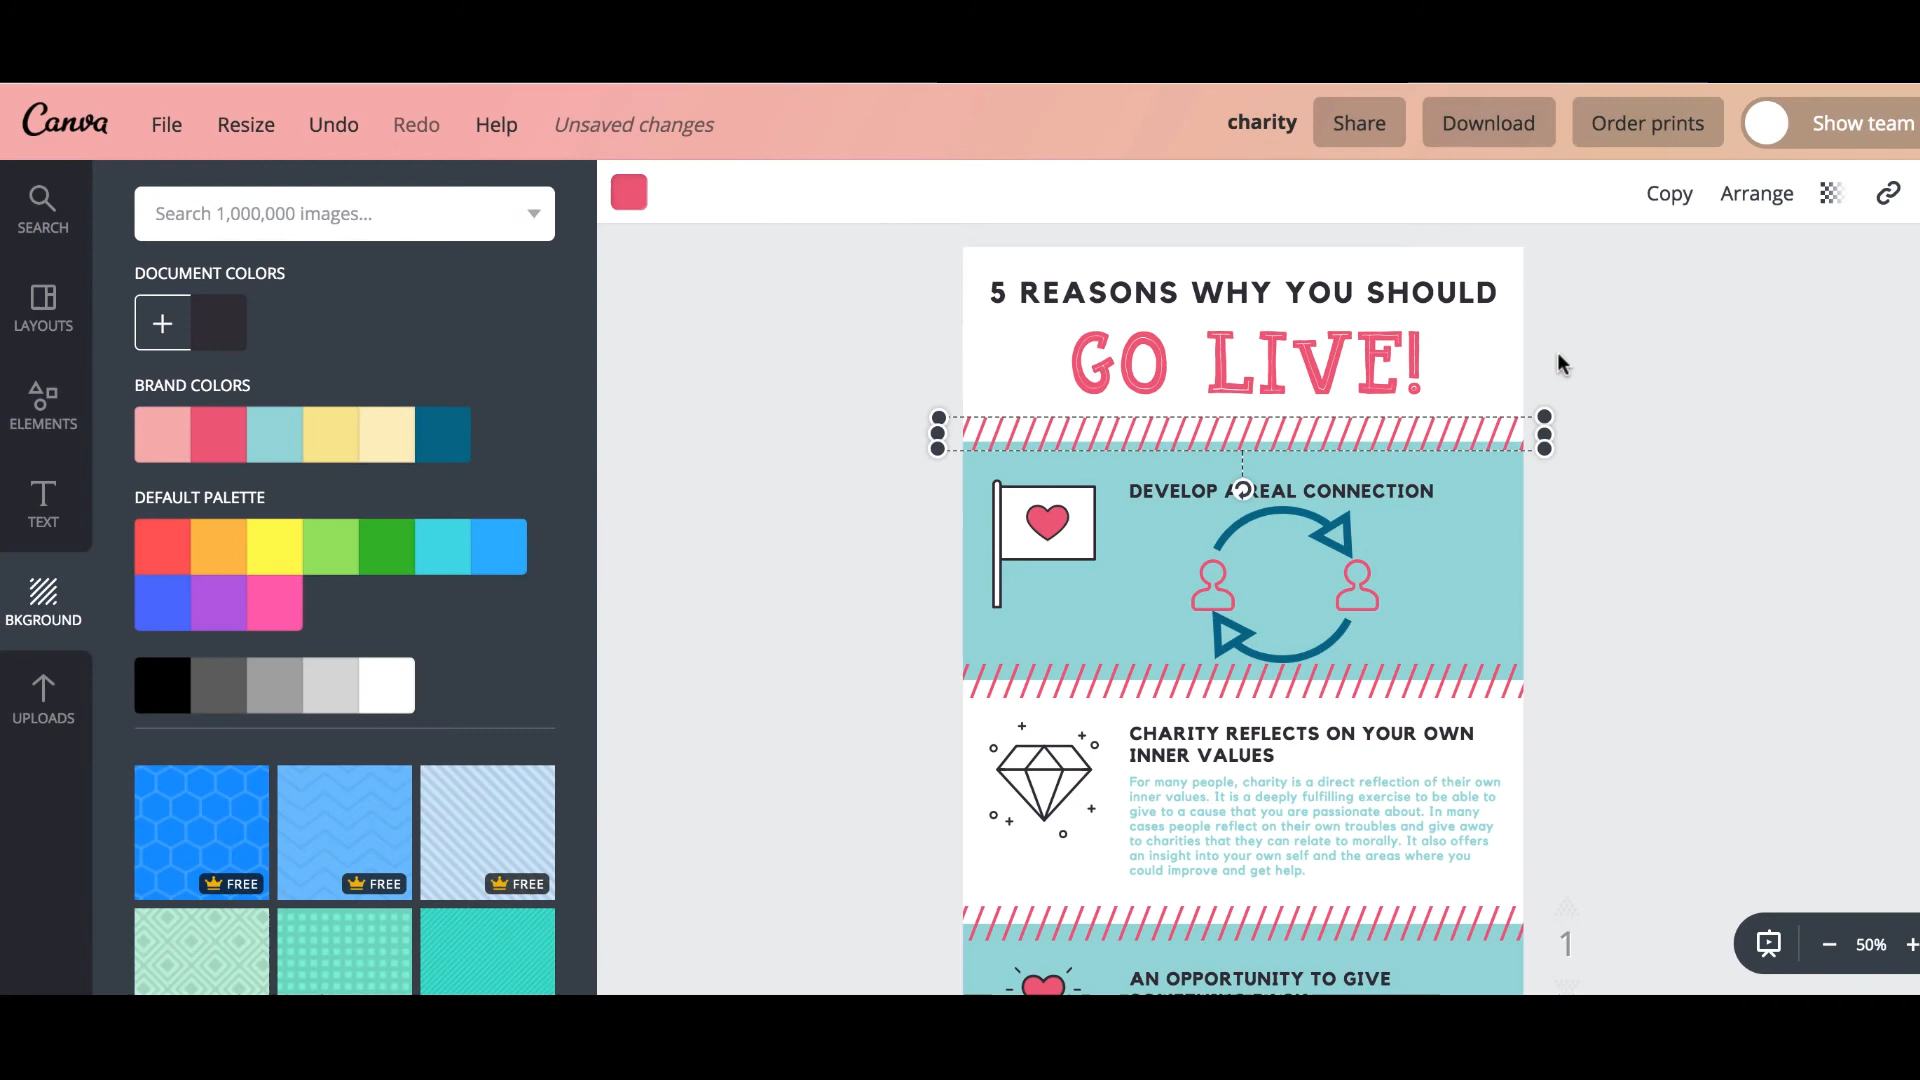 Canva
File
Resize
Undo
Redo
Help
Unsaved changes
charity
Share
Download
Order prints
Show team
SEARCH
LAYOUTS
ELEMENTS
TEXT
BKGROUND
UPLOADS
Search 1,000,000 images...
DOCUMENT COLORS
BRAND COLORS
DEFAULT PALETTE
FREE
FREE
FREE
Copy
Arrange
5 REASONS WHY YOU SHOULD
GO LIVE!
DEVELOP A REAL CONNECTION
CHARITY REFLECTS ON YOUR OWN
INNER VALUES
For many people, charity is a direct reflection of their own
inner values. It is a deeply fulfilling exercise to be able to
give to a cause that you are passionate about. In many
cases people reflect on their own troubles and give away
to charities that they can relate to morally. It also offers
an insight into your own self and the areas where you
could improve and get help.
AN OPPORTUNITY TO GIVE
1
50%